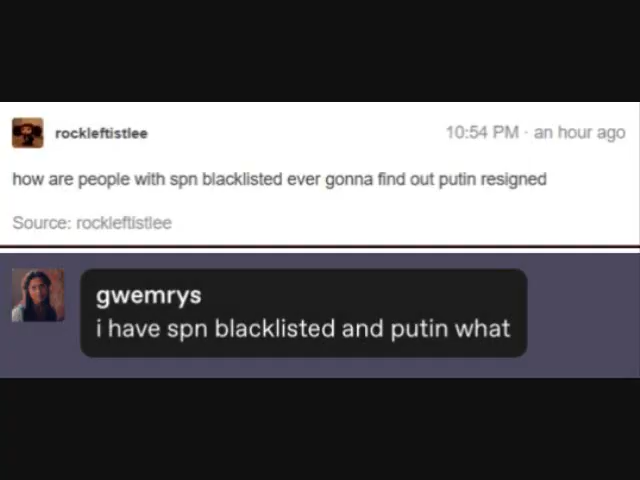 rockleftistlee 10:54 PM · an hour ago
how are people with spn blacklisted ever gonna find out putin resigned
Source: rockleftistlee
gwemrys
i have spn blacklisted and putin what